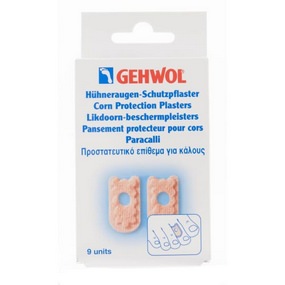 GEHWOL
Hühneraugen-Schutzpflaster
Corn Protection Plasters
Likdoorn-beschermpleisters
Pansement protecteur pour cors
Paracalli
Προστατευτικό επίθεμα για κάλους
9 units